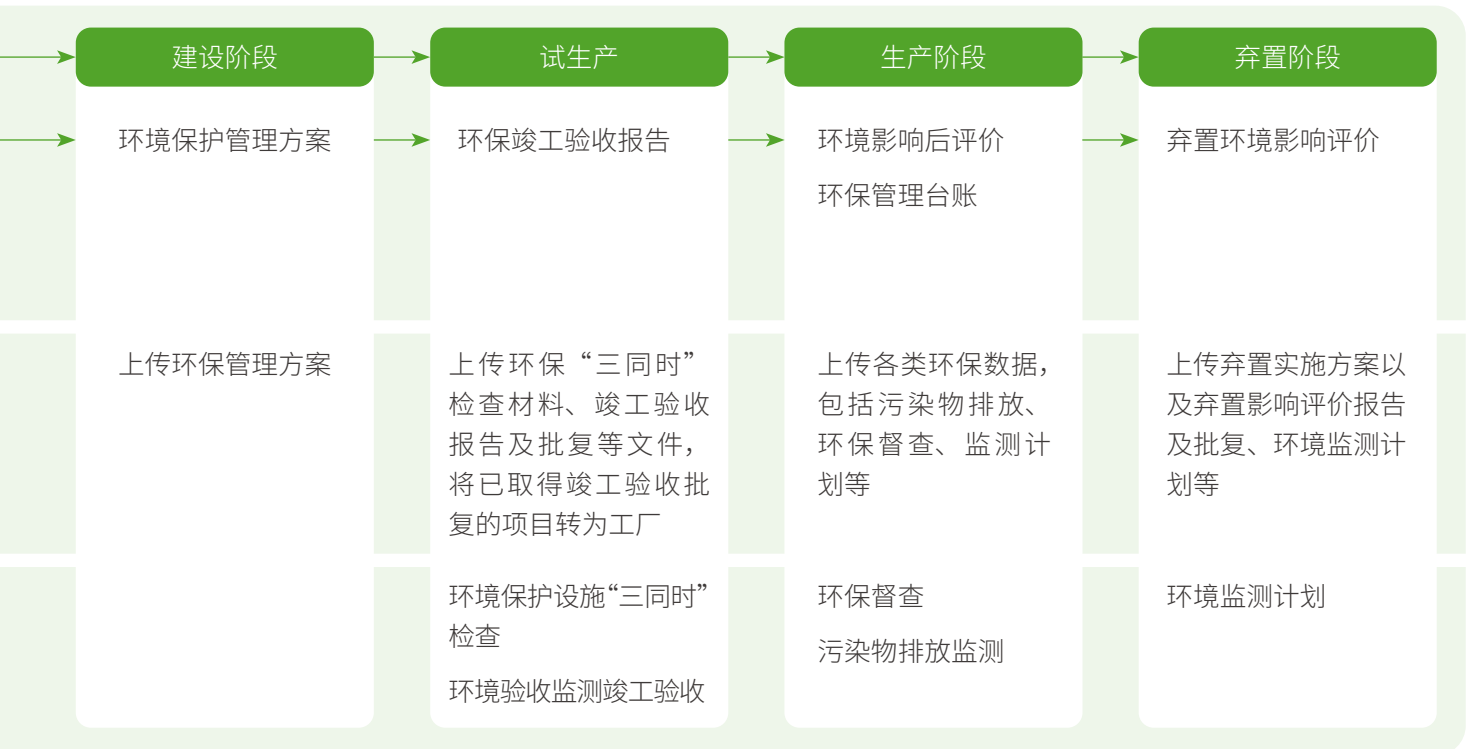 建设阶段
试生产
生产阶段
弃置阶段
环境保护管理方案
环保竣工验收报告
环境影响后评价
环保管理台账
弃置环境影响评价
上传环保管理方案
上传环保“三同时”
检查材料、竣工验收
报告及批复等文件，
将已取得竣工验收批
复的项目转为工厂
上传各类环保数据，
包括污染物排放、
环保督查、监测计
划等
上传弃置实施方案以
及弃置影响评价报告
及批复、环境监测计
划等
环境保护设施“三同时”
检查
环境验收监测竣工验收
环保督查
污染物排放监测
环境监测计划